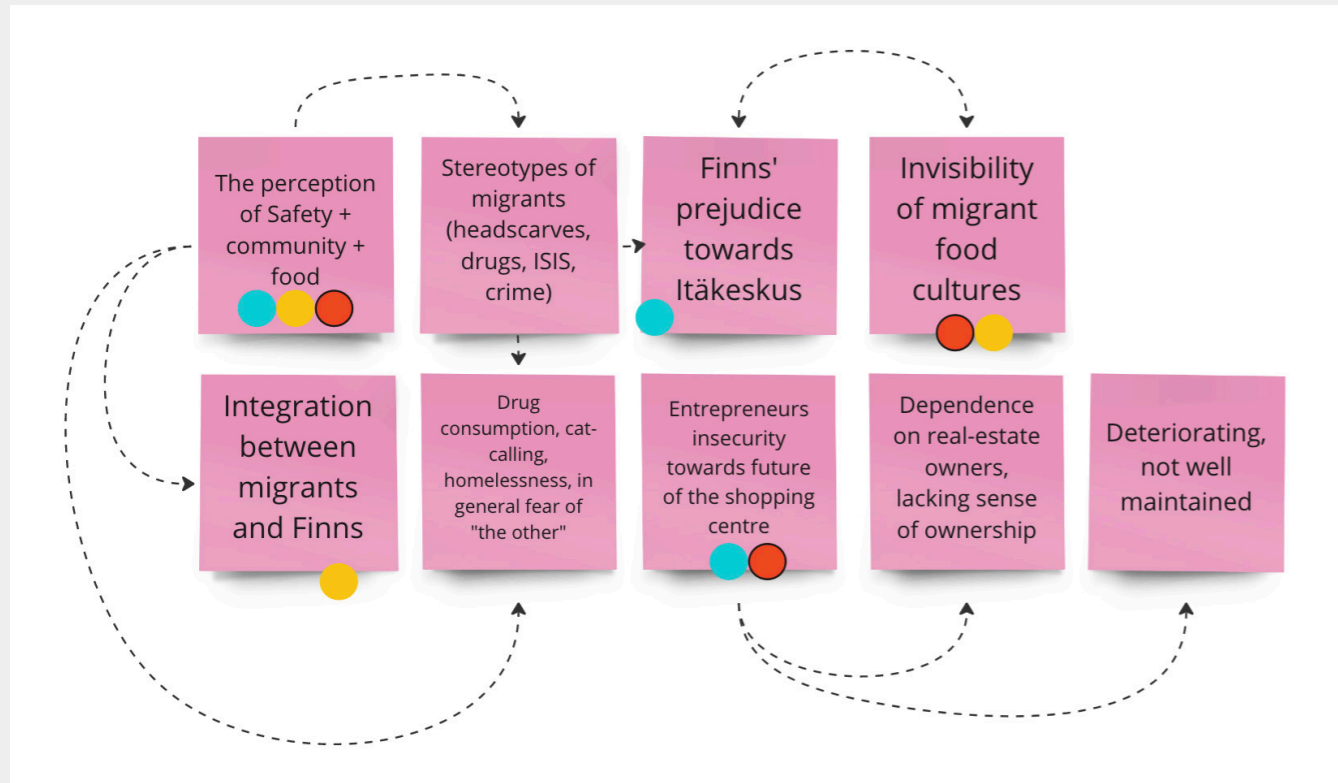 The perception
of Safety +
community +
food
Stereotypes of
migrants
(headscarves,
drugs, ISIS,
crime)
Finns'
prejudice
towards
Itäkeskus
Invisibility
of migrant
food
cultures
Integration
between
migrants
and Finns
Drug
consumption, cat-
calling,
homelessness, in
general fear of
"the other"
Entrepreneurs
insecurity
towards future
of the shopping
centre
Dependence
on real-estate
owners,
lacking sense
of ownership
Deteriorating,
not well
maintained